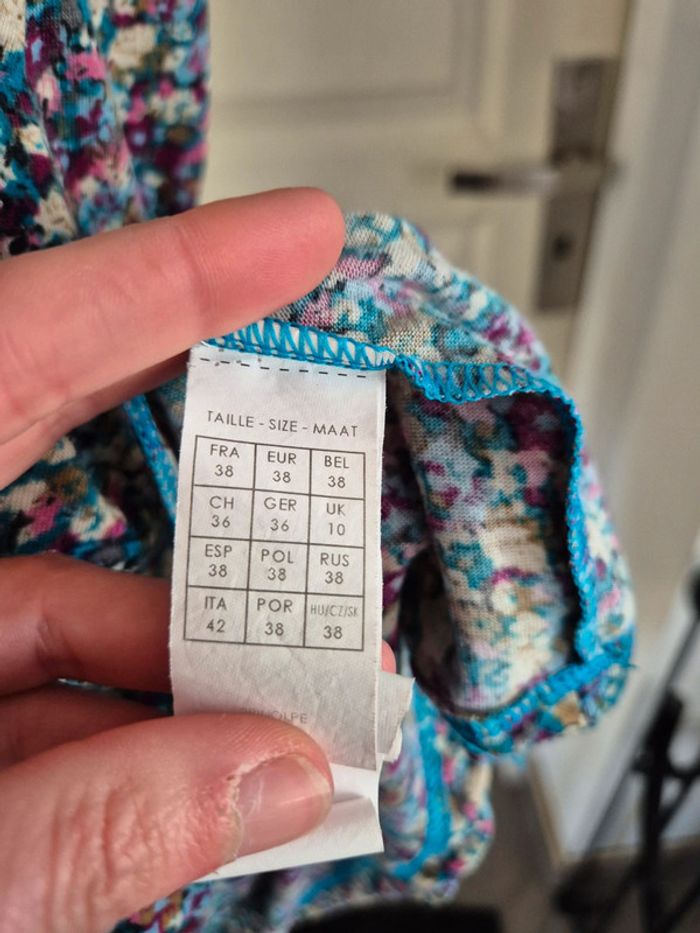 TAILLE - SIZE - MAAT
FRA EUR BEL
38 38 38
CH GER UK
36 36 10
ESP POL RUS
38 38 38
ITA POR HU/CZ/SK
42 38 38